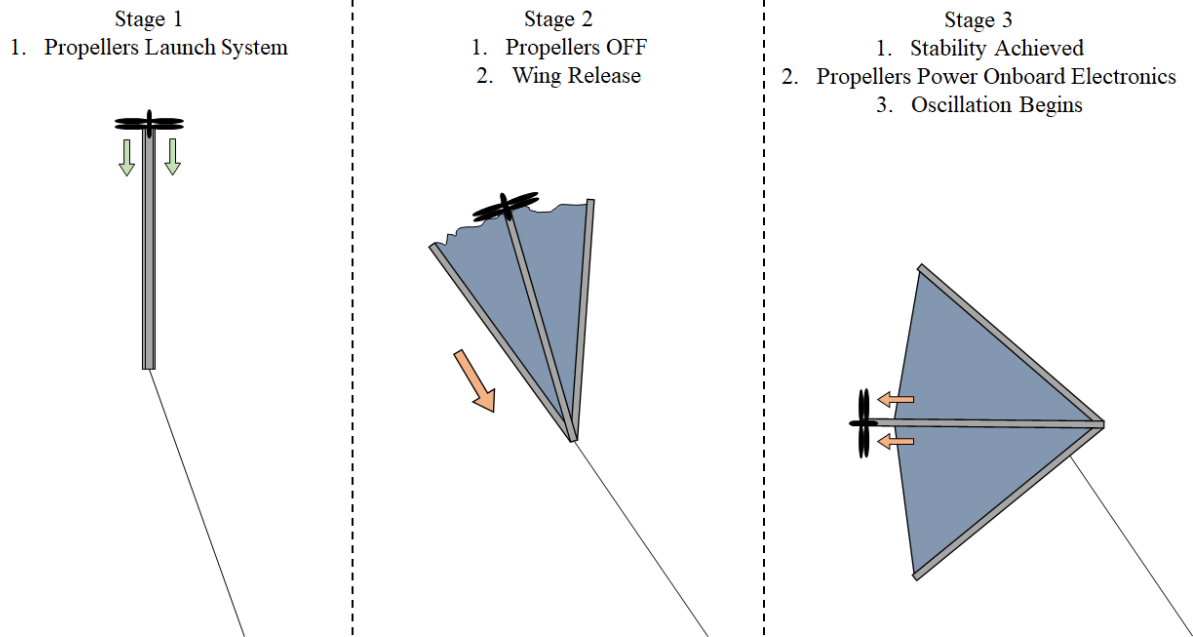 Stage 1
1. Propellers Launch System
Stage 2
1. Propellers OFF
2. Wing Release
Stage 3
1. Stability Achieved
2. Propellers Power Onboard Electronics
3. Oscillation Begins